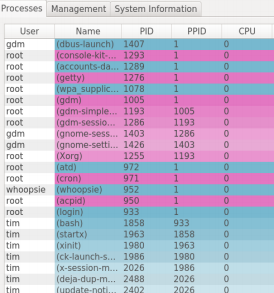 Processes Management System Information
User Name PID PPID CPU
gdm (dbus-launch) 1407 1 0
root (console-kit-... 1293 1 0
root (accounts-da... 1289 1 0
root (getty) 1276 1 0
root (wpa_supplic... 1078 1 0
root (gdm) 1005 1 0
root (gdm-simple... 1193 1005 0
root (gdm-sessio... 1286 1193 0
gdm (gnome-sess... 1403 1286 0
gdm (gnome-setti... 1426 1403 0
root (Xorg) 1255 1193 0
root (atd) 972 1 0
root (cron) 971 1 0
whoopsie (whoopsie) 952 1 0
root (acpid) 950 1 0
root (login) 933 1 0
tim (bash) 1858 933 0
tim (startx) 1963 1858 0
tim (xinit) 1980 1963 0
tim (ck-launch-s... 1986 1980 0
tim (x-session-m... 2026 1986 0
tim (deja-dup-m... 2488 2026 0
tim (update-noti... 2402 2026 0